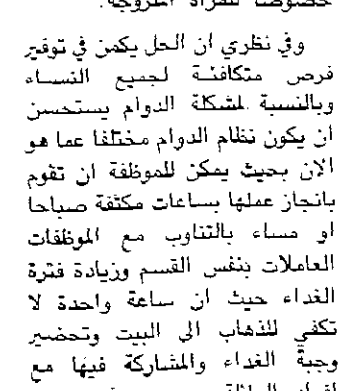 خصوصا للمراة المتزوجة.
وفي نظري ان الحل يكمن في توفير
فرص متكافئة لجميع النساء
وبالنسبة لمشكلة الدوام يستحسن
ان يكون نظام الدوام مختلفا عما هو
الان بحيث يمكن للموظفة ان تقوم
بانجاز عملها بساعات مكثفة صباحا
او مساء بالتناوب مع الموظفات
العاملات بنفس القسم وزيادة فترة
الغداء حيث ان ساعة واحدة لا
تكفي للذهاب الى البيت وتحضير
وجبة الغداء والمشاركة فيها مع